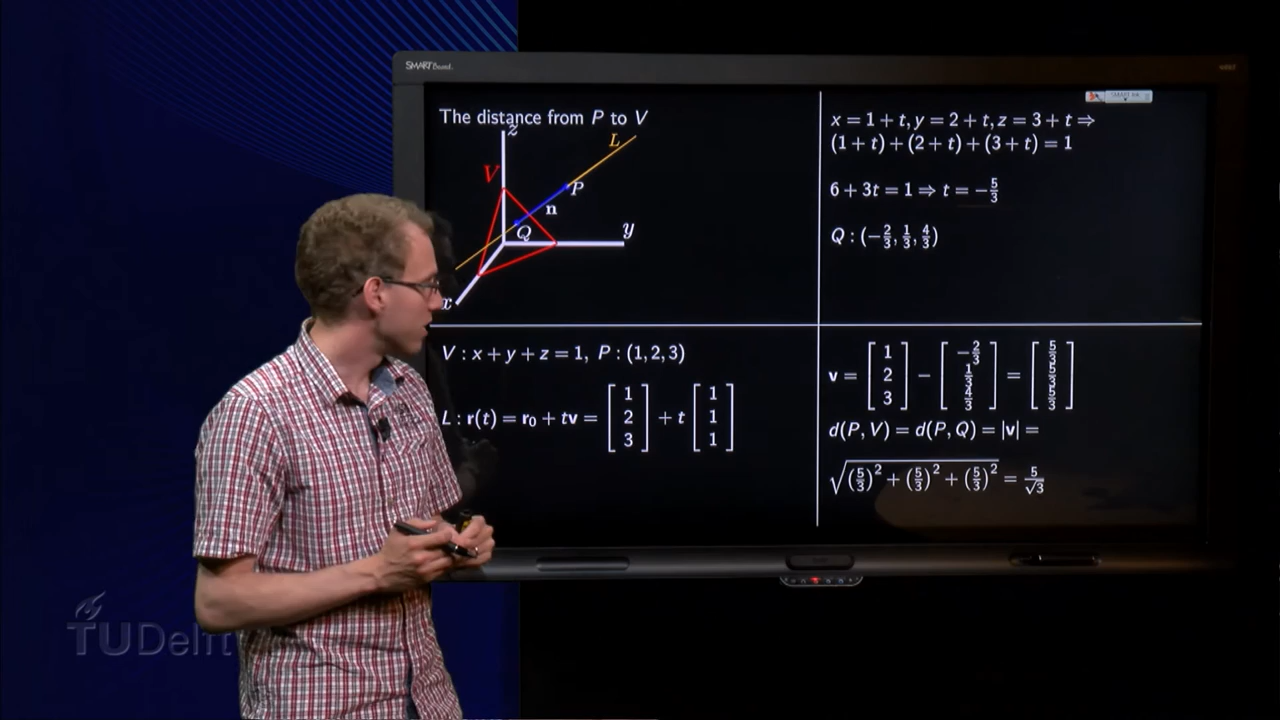 SMART Board
The distance from P to V
z
L
V
P
n
Q
y
x
x = 1 + t, y = 2 + t, z = 3 + t ⇒
(1 + t) + (2 + t) + (3 + t) = 1
6 + 3t = 1 ⇒ t = −5/3
Q : (−2/3, 1/3, 4/3)
V : x + y + z = 1, P : (1, 2, 3)
L : r(t) = r₀ + tv = [1 2 3] + t [1 1 1]
v = [1 2 3] − [−2/3 1/3 4/3] = [5/3 5/3 5/3]
d(P, V) = d(P, Q) = |v| =
√((5/3)² + (5/3)² + (5/3)²) = 5/√3
TUDelft